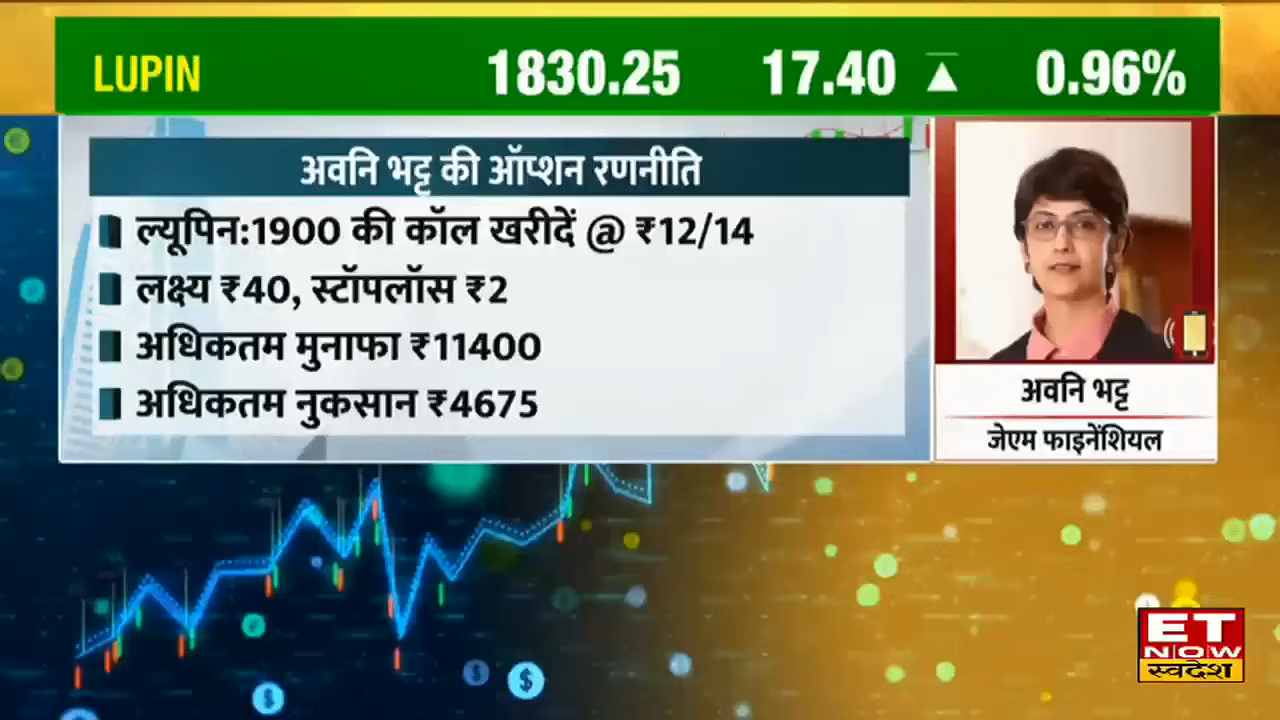 LUPIN 1830.25 17.40 ▲ 0.96%
अवनि भट्ट की ऑप्शन रणनीति
ल्यूपिन:1900 की कॉल खरीदें @ ₹12/14
लक्ष्य ₹40, स्टॉपलॉस ₹2
अधिकतम मुनाफा ₹11400
अधिकतम नुकसान ₹4675
अवनि भट्ट
जेएम फाइनेंशियल
ET
NOW
स्वदेश